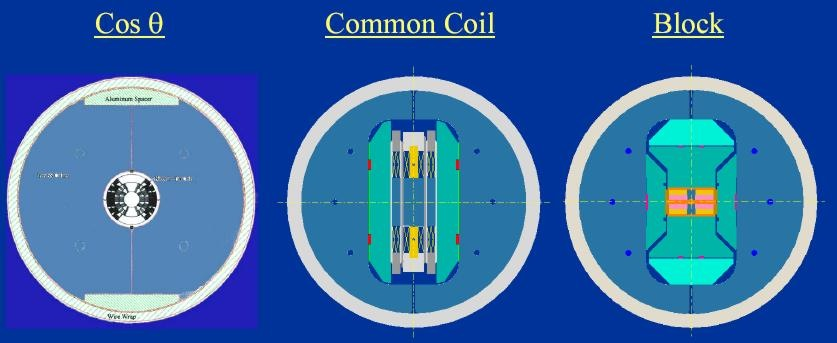 Cos θ
Common Coil
Block
Aluminum Spacer
Wire Wrap